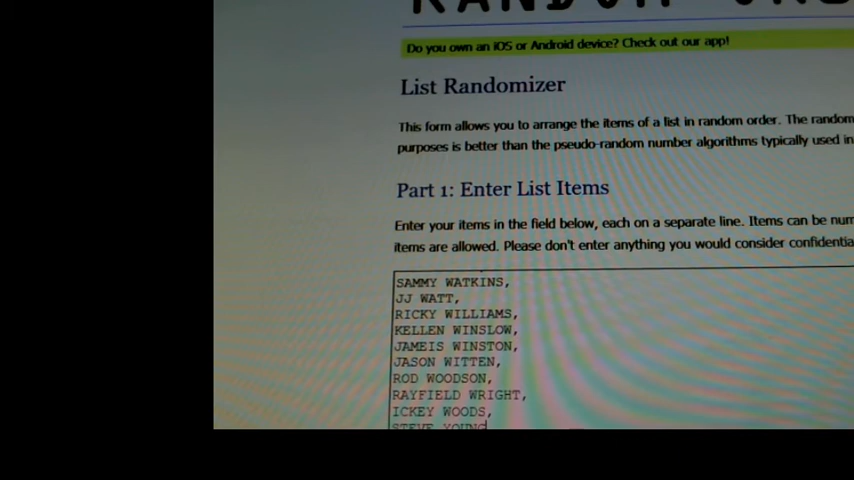 Do you own an iOS or Android device? Check out our app!
List Randomizer
This form allows you to arrange the items of a list in random order. The random
purposes is better than the pseudo-random number algorithms typically used in
Part 1: Enter List Items
Enter your items in the field below, each on a separate line. Items can be
items are allowed. Please don't enter anything you would consider
SAMMY WATKINS,
JJ WATT,
RICKY WILLIAMS,
KELLEN WINSLOW,
JAMEIS WINSTON,
JASON WITTEN,
ROD WOODSON,
RAYFIELD WRIGHT,
ICKEY WOODS,
STEVE YOUNG